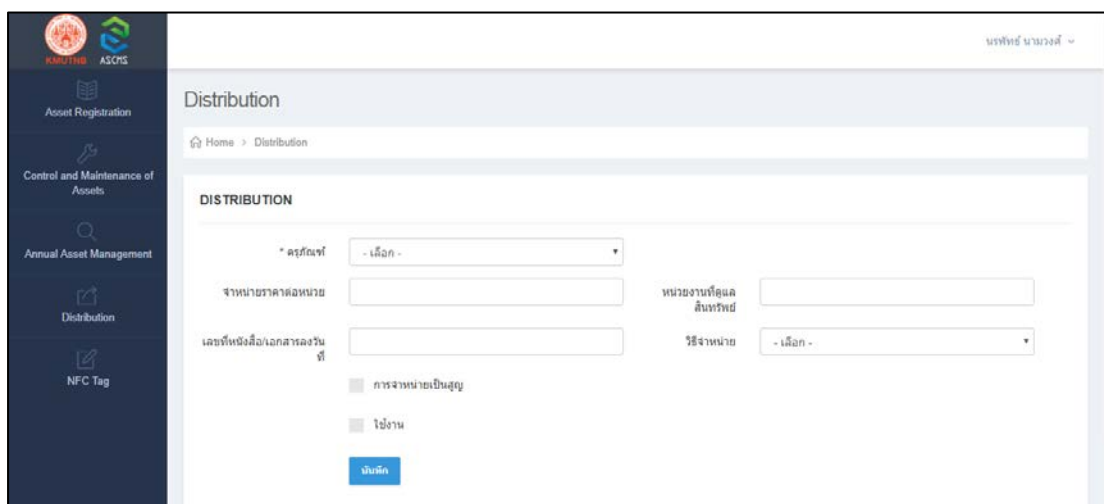 KMUTNB ASCMS
นรพัทธ์ นามวงค์
Asset Registration
Control and Maintenance of
Assets
Annual Asset Management
Distribution
NFC Tag
Distribution
Home > Distribution
DISTRIBUTION
* ครุภัณฑ์
- เลือก -
จำหน่ายราคาต่อหน่วย
หน่วยงานที่ดูแล
สินทรัพย์
เลขที่หนังสือ/เอกสารลงวัน
ที่
วิธีจำหน่าย
- เลือก -
การจำหน่ายเป็นสูญ
ใช้งาน
บันทึก